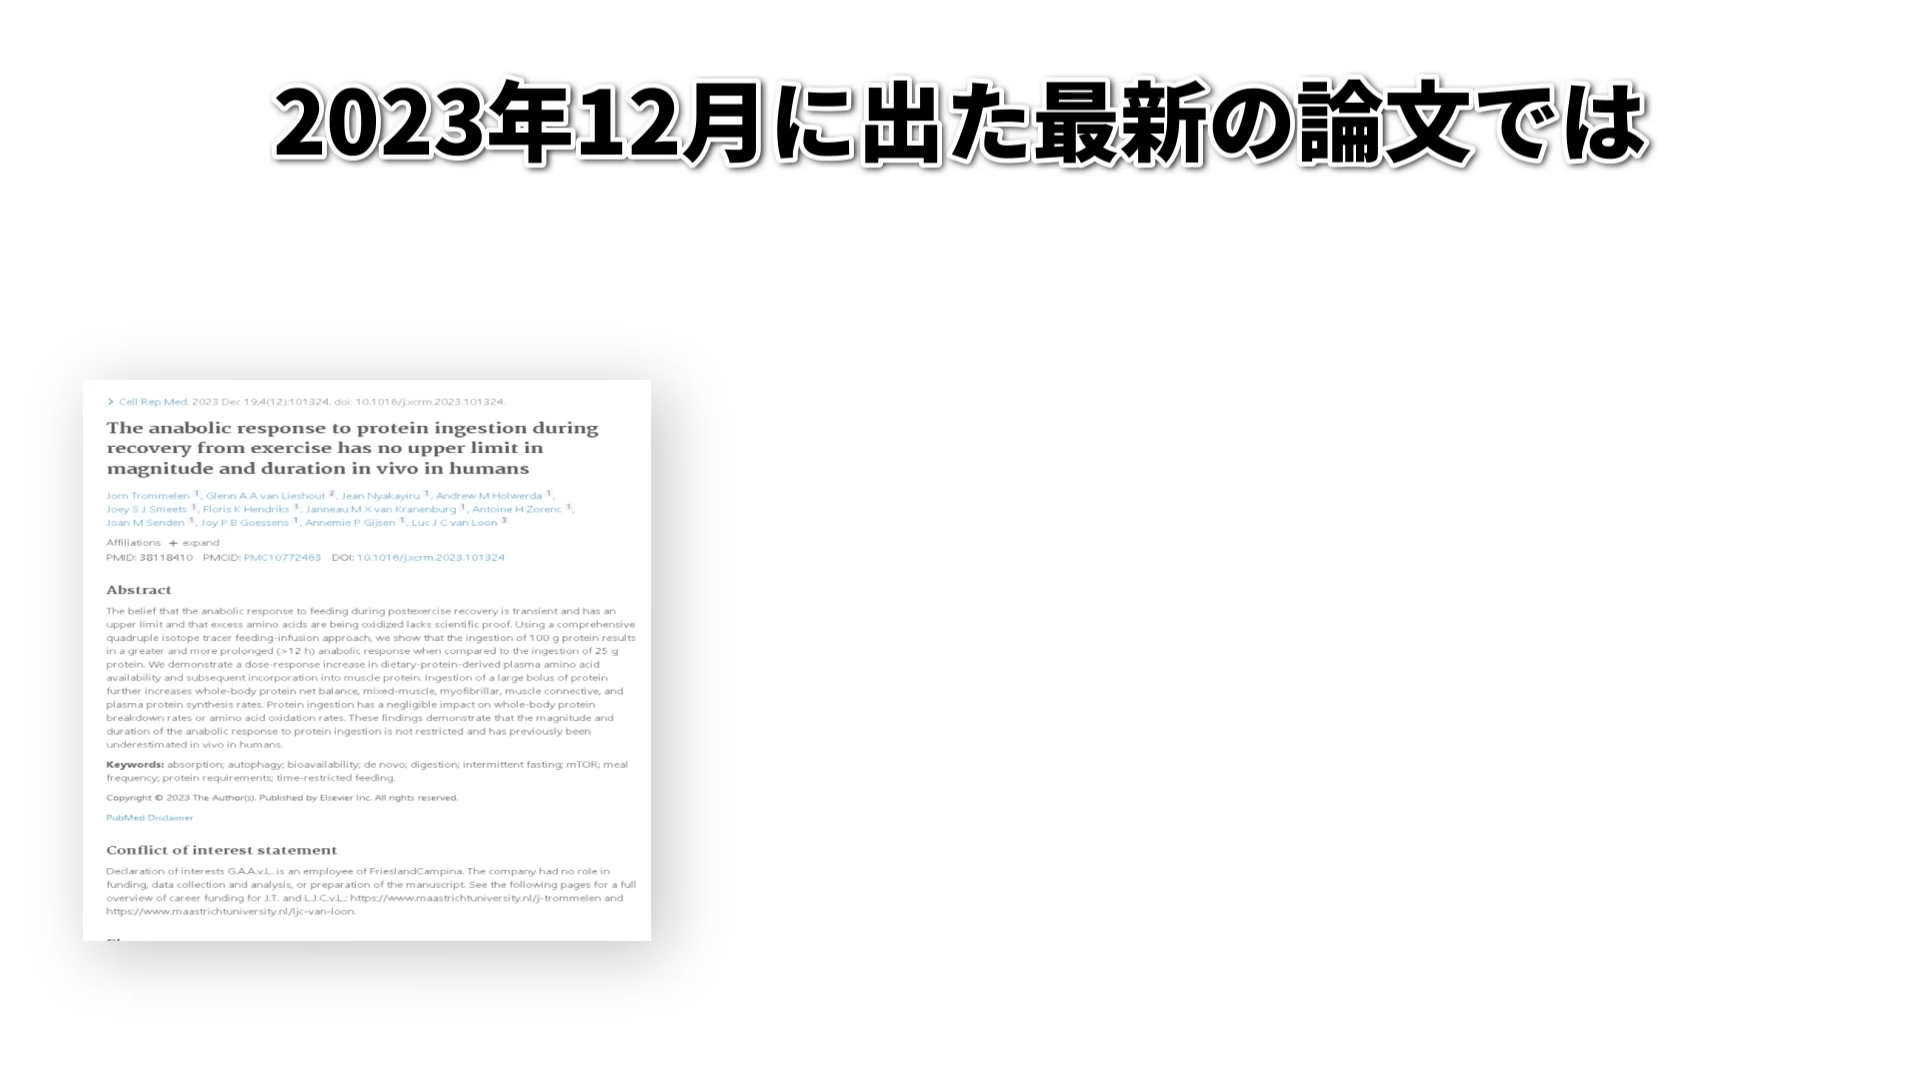 2023年12月に出た最新の論文では
> Cell Rep Med. 2023 Dec 19;4(12):101324. doi: 10.1016/j.xcrm.2023.101324.
The anabolic response to protein ingestion during
recovery from exercise has no upper limit in
magnitude and duration in vivo in humans
Jorn Trommelen 1, Glenn A A van Lieshout 2, Jean Nyakayiru 1, Andrew M Holwerda 1,
Joey S J Smeets 1, Floris K Hendriks 1, Janneau M X van Kranenburg 1, Antoine H Zorenc 1,
Joan M Senden 1, Joy P B Goessens 1, Annemie P Gijsen 1, Luc J C van Loon 3
Affiliations + expand
PMID: 38118410 PMCID: PMC10772463 DOI: 10.1016/j.xcrm.2023.101324
Abstract
The belief that the anabolic response to feeding during postexercise recovery is transient and has an
upper limit and that excess amino acids are being oxidized lacks scientific proof. Using a comprehensive
quadruple isotope tracer feeding-infusion approach, we show that the ingestion of 100 g protein results
in a greater and more prolonged (>12 h) anabolic response when compared to the ingestion of 25 g
protein. We demonstrate a dose-response increase in dietary-protein-derived plasma amino acid
availability and subsequent incorporation into muscle protein. Ingestion of a large bolus of protein
further increases whole-body protein net balance, mixed-muscle, myofibrillar, muscle connective, and
plasma protein synthesis rates. Protein ingestion has a negligible impact on whole-body protein
breakdown rates or amino acid oxidation rates. These findings demonstrate that the magnitude and
duration of the anabolic response to protein ingestion is not restricted and has previously been
underestimated in vivo in humans.
Keywords: absorption; autophagy; bioavailability; de novo; digestion; intermittent fasting; mTOR; meal
frequency; protein requirements; time-restricted feeding.
Copyright © 2023 The Author(s). Published by Elsevier Inc. All rights reserved.
PubMed Disclaimer
Conflict of interest statement
Declaration of interests G.A.A.v.L. is an employee of FrieslandCampina. The company had no role in
funding, data collection and analysis, or preparation of the manuscript. See the following pages for a full
overview of career funding for J.T. and L.J.C.v.L.: https://www.maastrichtuniversity.nl/j-trommelen and
https://www.maastrichtuniversity.nl/ljc-van-loon.